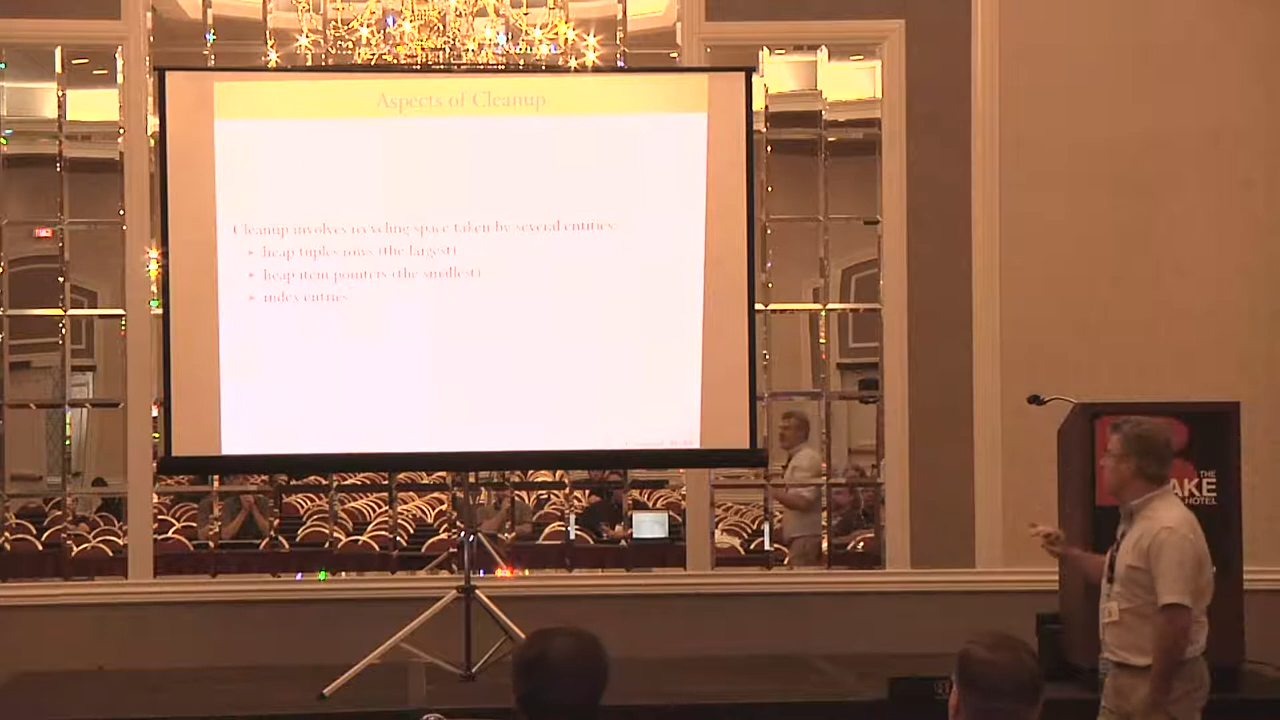 Aspects of Cleanup
Cleanup involves recycling space taken by several entities:
heap tuples rows (the largest)
heap item pointers (the smallest)
index entries
THE
AKE
HOTEL